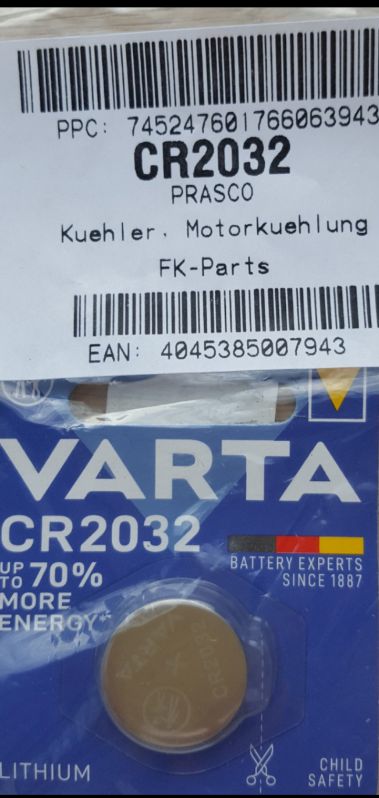 PPC: 745247601766063943
CR2032
PRASCO
Kuehler, Motorkuehlung
FK-Parts
EAN: 4045385007943
VARTA
CR2032
UP TO 70%
MORE
ENERGY*
BATTERY EXPERTS
SINCE 1887
VARTA
CR2032
LITHIUM
CHILD
SAFETY